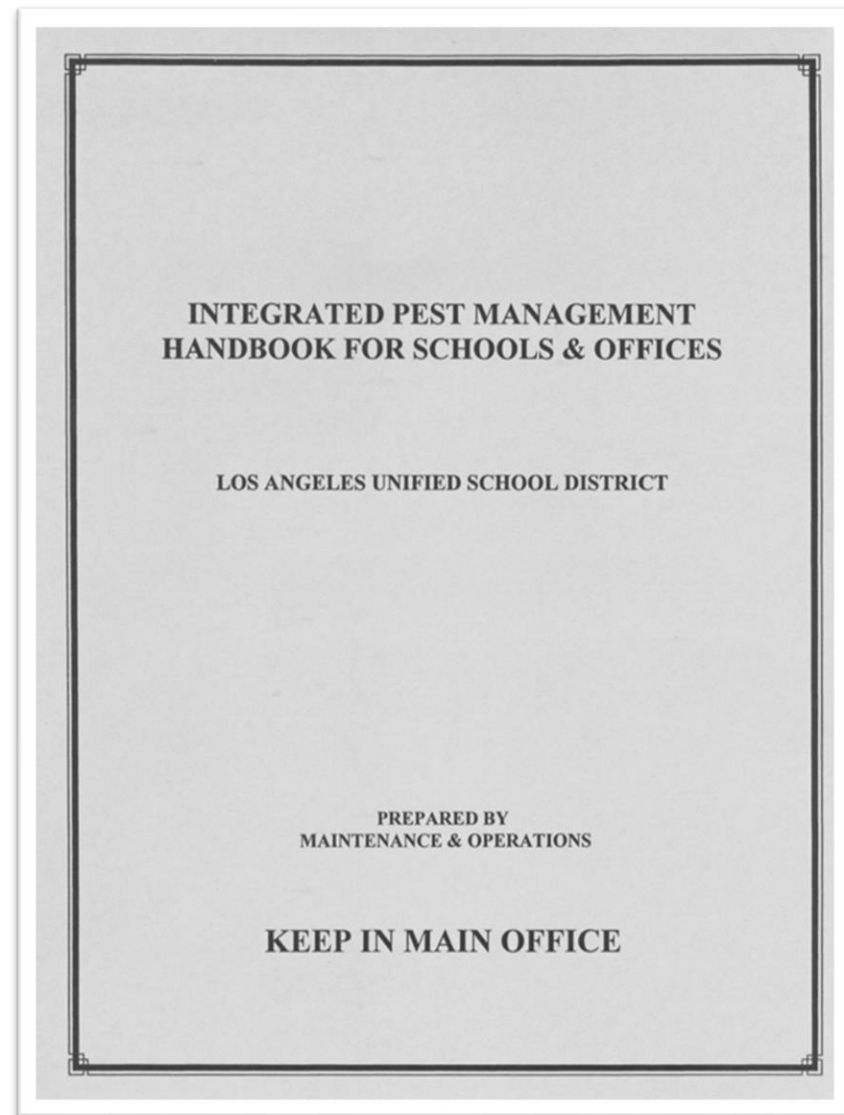 INTEGRATED PEST MANAGEMENT
HANDBOOK FOR SCHOOLS & OFFICES
LOS ANGELES UNIFIED SCHOOL DISTRICT
PREPARED BY
MAINTENANCE & OPERATIONS
KEEP IN MAIN OFFICE